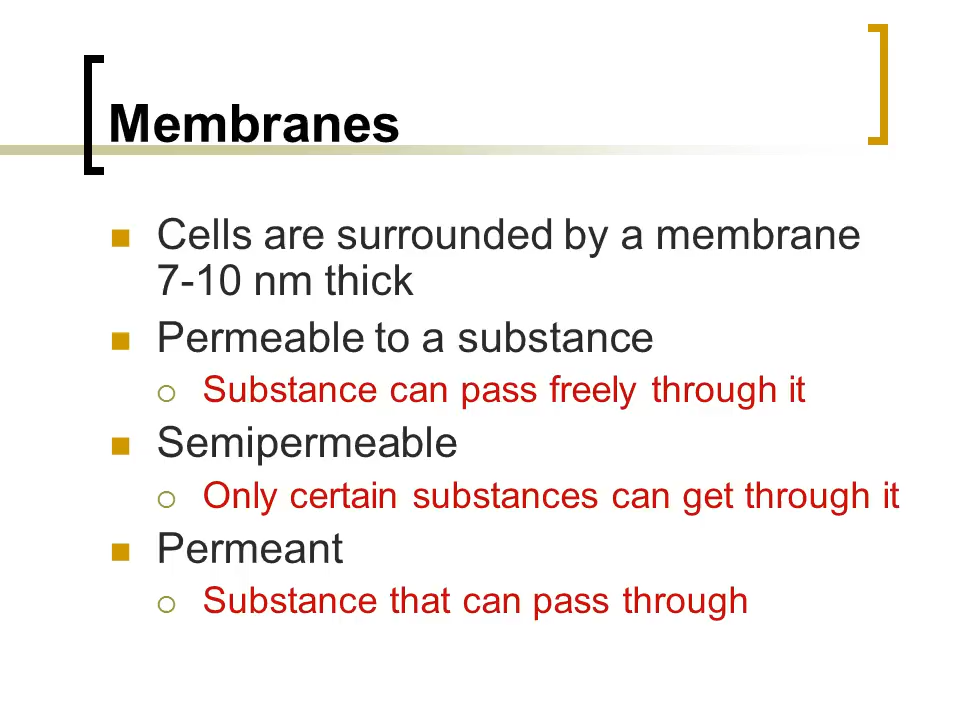 Membranes
Cells are surrounded by a membrane
7-10 nm thick
Permeable to a substance
Substance can pass freely through it
Semipermeable
Only certain substances can get through it
Permeant
Substance that can pass through